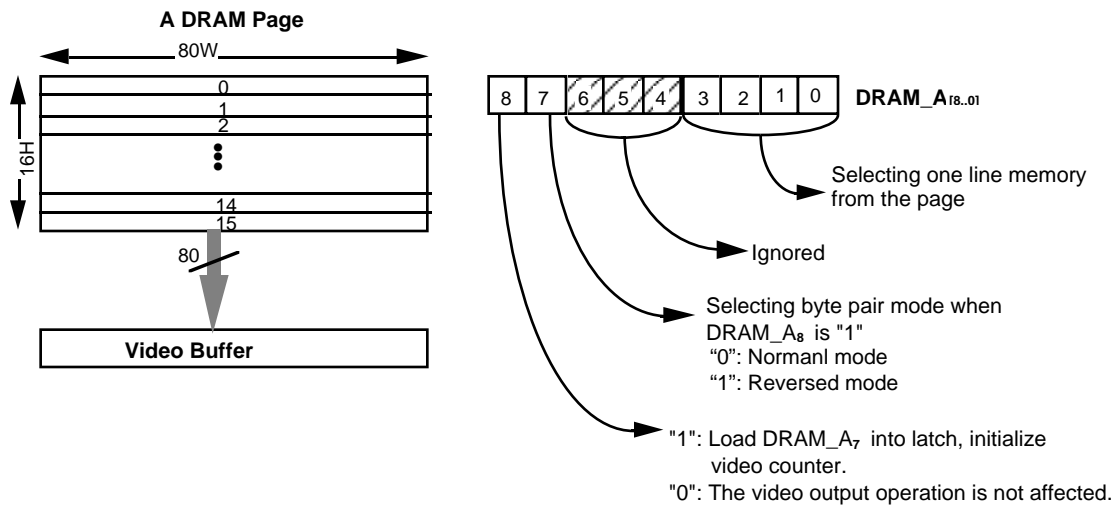 A DRAM Page
80W
16H
0
1
2
14
15
80
Video Buffer
8 7 6 5 4 3 2 1 0
DRAM_A[8..0]
Selecting one line memory
from the page
Ignored
Selecting byte pair mode when
DRAM_A8 is "1"
“0”: Normanl mode
“1”: Reversed mode
"1": Load DRAM_A7 into latch, initialize
video counter.
"0": The video output operation is not affected.